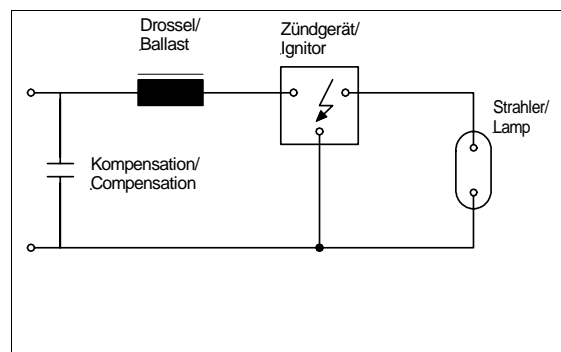 Drossel/
Ballast
Zündgerät/
Ignitor
Strahler/
Lamp
Kompensation/
Compensation